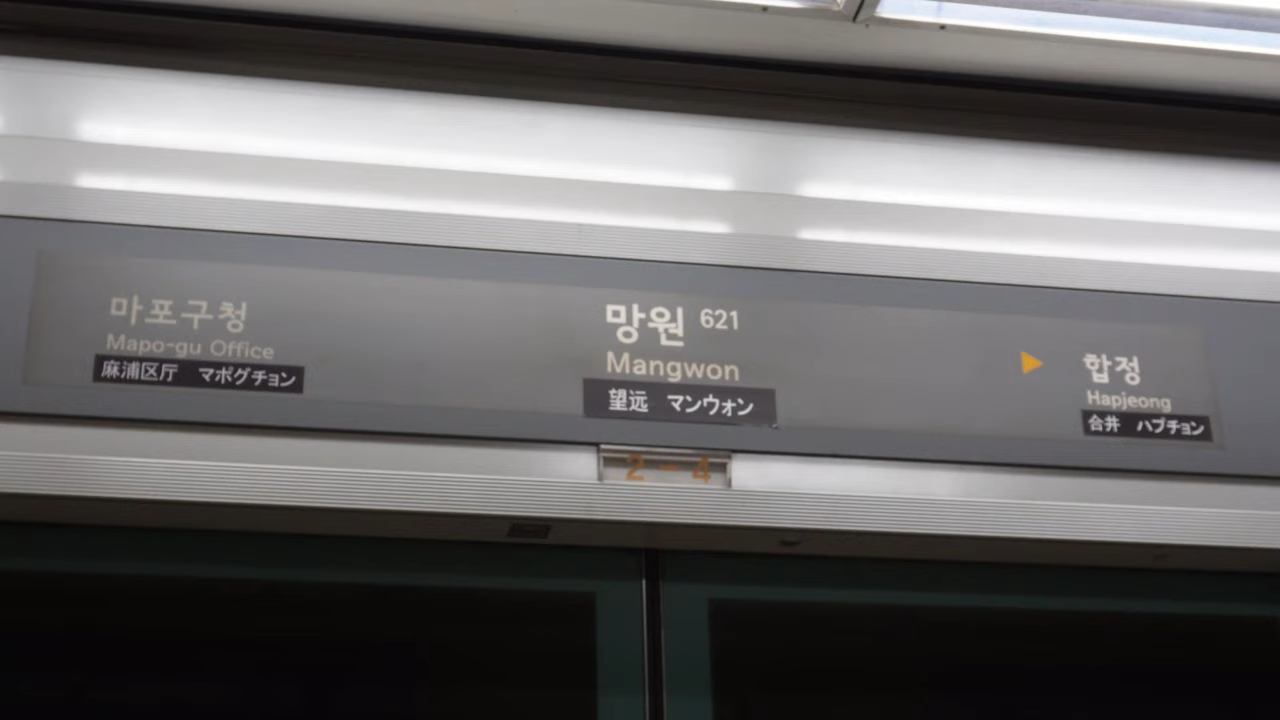 마포구청
Mapo-gu Office
麻浦区厅 マポグチョン
망원 621
Mangwon
望远 マンウォン
합정
Hapjeong
合井 ハプチョン
2-4